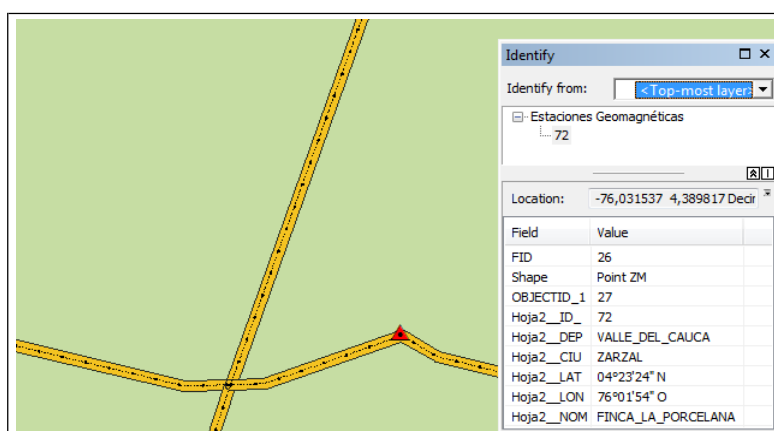 Identify
Identify from: <Top-most layer>
Estaciones Geomagnéticas
72
Location: -76,031537 4,389817 Decir
Field Value
FID 26
Shape Point ZM
OBJECTID_1 27
Hoja2__ID_ 72
Hoja2__DEP VALLE_DEL_CAUCA
Hoja2__CIU ZARZAL
Hoja2__LAT 04°23'24" N
Hoja2__LON 76°01'54" O
Hoja2__NOM FINCA_LA_PORCELANA